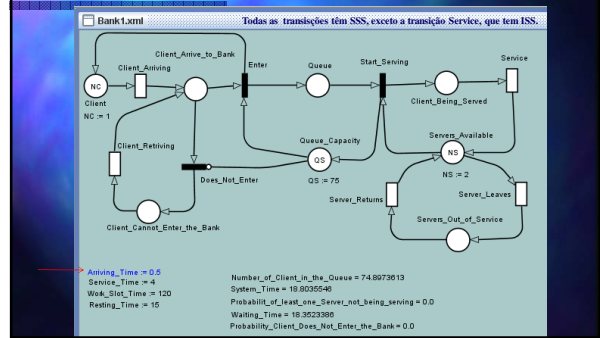 Bank1.xml
Todas as transisções têm SSS, exceto a transição Service, que tem ISS.
Client_Arrive_to_Bank
Enter
Queue
Start_Serving
Service
Client_Arriving
NC
Client
NC := 1
Client_Being_Served
Client_Retriving
Queue_Capacity
Servers_Available
QS
NS
Does_Not_Enter
QS := 75
NS := 2
Server_Returns
Server_Leaves
Client_Cannot_Enter_the_Bank
Servers_Out_of_Service
Arriving_Time := 0.5
Service_Time := 4
Work_Slot_Time := 120
Resting_Time := 15
Number_of_Client_in_the_Queue = 74.8973613
System_Time = 18.8035546
Probabilit_of_least_one_Server_not_being_serving = 0.0
Waiting_Time = 18.3523386
Probability_Client_Does_Not_Enter_the_Bank = 0.0